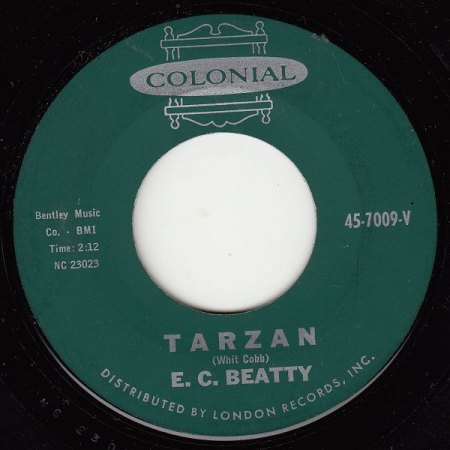 COLONIAL
Bentley Music
Co. - BMI
Time: 2:12
NC 23023
45-7009-V
TARZAN
(Whit Cobb)
E. C. BEATTY
DISTRIBUTED BY LONDON RECORDS, INC.